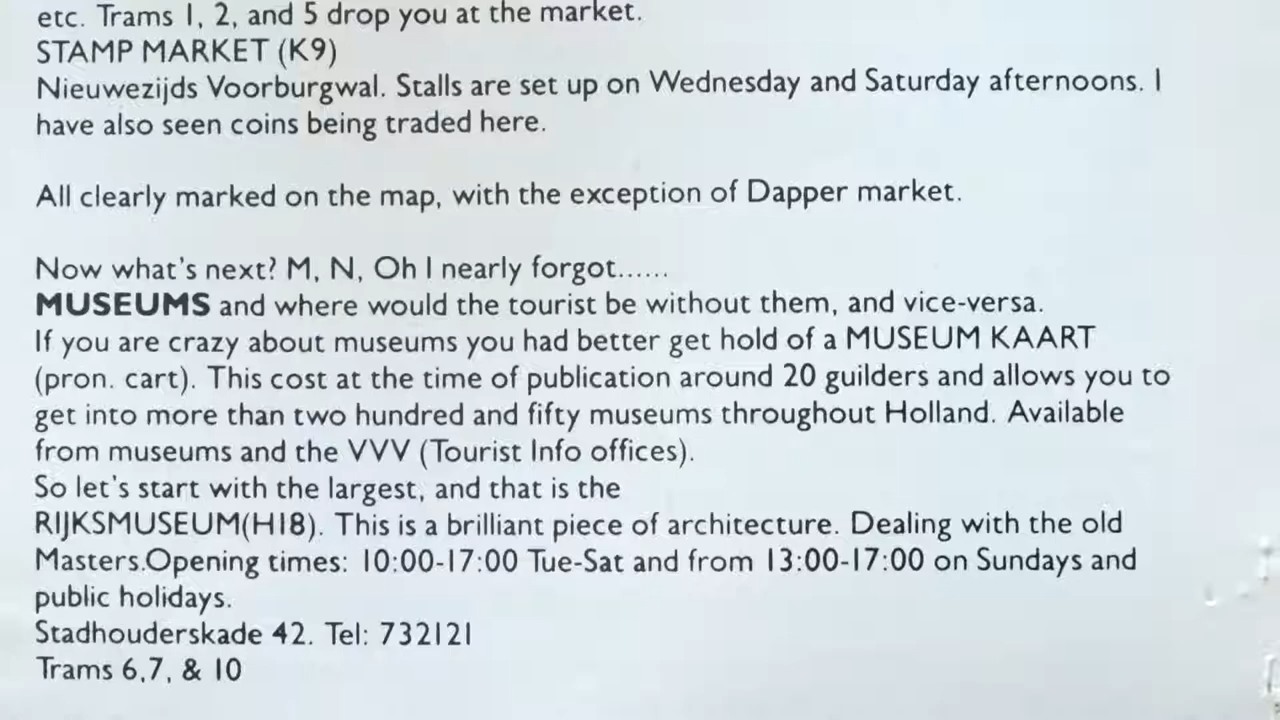 etc. Trams 1, 2, and 5 drop you at the market.
STAMP MARKET (K9)
Nieuwezijds Voorburgwal. Stalls are set up on Wednesday and Saturday afternoons. I
have also seen coins being traded here.
All clearly marked on the map, with the exception of Dapper market.
Now what's next? M, N, Oh I nearly forgot......
MUSEUMS and where would the tourist be without them, and vice-versa.
If you are crazy about museums you had better get hold of a MUSEUM KAART
(pron. cart). This cost at the time of publication around 20 guilders and allows you to
get into more than two hundred and fifty museums throughout Holland. Available
from museums and the VVV (Tourist Info offices).
So let's start with the largest, and that is the
RIJKSMUSEUM(H18). This is a brilliant piece of architecture. Dealing with the old
Masters.Opening times: 10:00-17:00 Tue-Sat and from 13:00-17:00 on Sundays and
public holidays.
Stadhouderskade 42. Tel: 732121
Trams 6,7, & 10